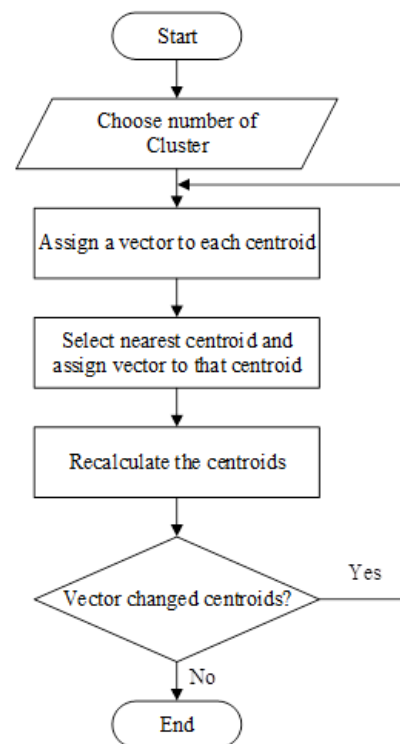 Start
Choose number of
Cluster
Assign a vector to each centroid
Select nearest centroid and
assign vector to that centroid
Recalculate the centroids
Vector changed centroids?
Yes
No
End